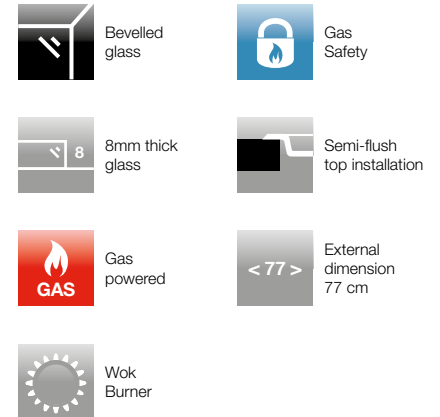 Bevelled
glass
Gas
Safety
8
8mm thick
glass
Semi-flush
top installation
GAS
Gas
powered
< 77 >
External
dimension
77 cm
Wok
Burner